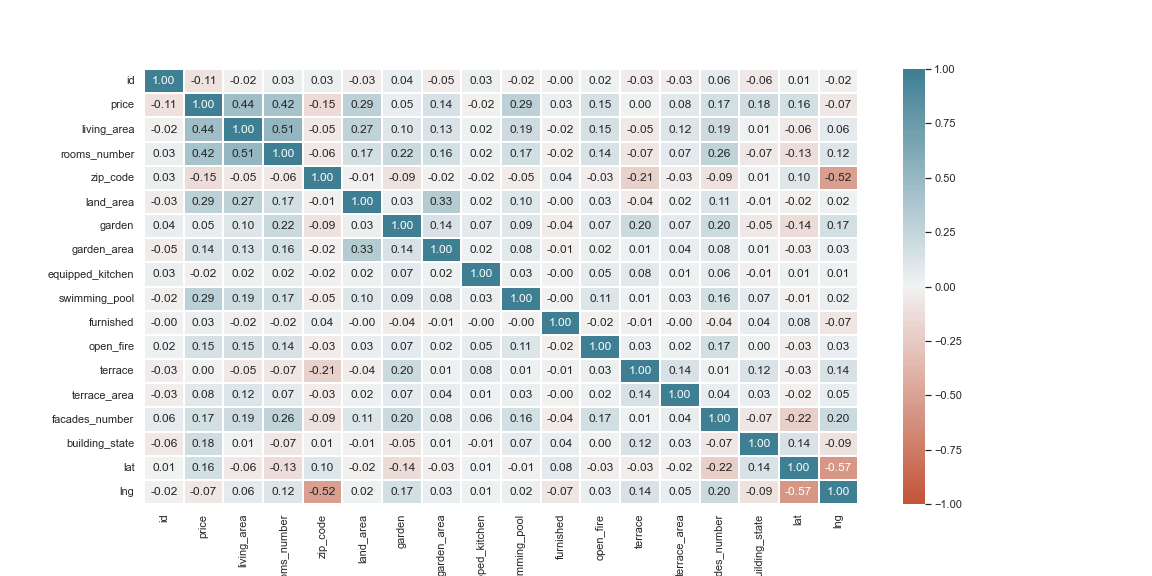 id 1.00 -0.11 -0.02 0.03 0.03 -0.03 0.04 -0.05 0.03 -0.02 -0.00 0.02 -0.03 -0.03 0.06 -0.06 0.01 -0.02
price -0.11 1.00 0.44 0.42 -0.15 0.29 0.05 0.14 -0.02 0.29 0.03 0.15 0.00 0.08 0.17 0.18 0.16 -0.07
living_area -0.02 0.44 1.00 0.51 -0.05 0.27 0.10 0.13 0.02 0.19 -0.02 0.15 -0.05 0.12 0.19 0.01 -0.06 0.06
rooms_number 0.03 0.42 0.51 1.00 -0.06 0.17 0.22 0.16 0.02 0.17 -0.02 0.14 -0.07 0.07 0.26 -0.07 -0.13 0.12
zip_code 0.03 -0.15 -0.05 -0.06 1.00 -0.01 -0.09 -0.02 -0.02 -0.05 0.04 -0.03 -0.21 -0.03 -0.09 0.01 0.10 -0.52
land_area -0.03 0.29 0.27 0.17 -0.01 1.00 0.03 0.33 0.02 0.10 -0.00 0.03 -0.04 0.02 0.11 -0.01 -0.02 0.02
garden 0.04 0.05 0.10 0.22 -0.09 0.03 1.00 0.14 0.07 0.09 -0.04 0.07 0.20 0.07 0.20 -0.05 -0.14 0.17
garden_area -0.05 0.14 0.13 0.16 -0.02 0.33 0.14 1.00 0.02 0.08 -0.01 0.02 0.01 0.04 0.08 0.01 -0.03 0.03
equipped_kitchen 0.03 -0.02 0.02 0.02 -0.02 0.02 0.07 0.02 1.00 0.03 -0.00 0.05 0.08 0.01 0.06 -0.01 0.01 0.01
swimming_pool -0.02 0.29 0.19 0.17 -0.05 0.10 0.09 0.08 0.03 1.00 -0.00 0.11 0.01 0.03 0.16 0.07 -0.01 0.02
furnished -0.00 0.03 -0.02 -0.02 0.04 -0.00 -0.04 -0.01 -0.00 -0.00 1.00 -0.02 -0.01 -0.00 -0.04 0.04 0.08 -0.07
open_fire 0.02 0.15 0.15 0.14 -0.03 0.03 0.07 0.02 0.05 0.11 -0.02 1.00 0.03 0.02 0.17 0.00 -0.03 0.03
terrace -0.03 0.00 -0.05 -0.07 -0.21 -0.04 0.20 0.01 0.08 0.01 -0.01 0.03 1.00 0.14 0.01 0.12 -0.03 0.14
terrace_area -0.03 0.08 0.12 0.07 -0.03 0.02 0.07 0.04 0.01 0.03 -0.00 0.02 0.14 1.00 0.04 0.03 -0.02 0.05
facades_number 0.06 0.17 0.19 0.26 -0.09 0.11 0.20 0.08 0.06 0.16 -0.04 0.17 0.01 0.04 1.00 -0.07 -0.22 0.20
building_state -0.06 0.18 0.01 -0.07 0.01 -0.01 -0.05 0.01 -0.01 0.07 0.04 0.00 0.12 0.03 -0.07 1.00 0.14 -0.09
lat 0.01 0.16 -0.06 -0.13 0.10 -0.02 -0.14 -0.03 0.01 -0.01 0.08 -0.03 -0.03 -0.02 -0.22 0.14 1.00 -0.57
lng -0.02 -0.07 0.06 0.12 -0.52 0.02 0.17 0.03 0.01 0.02 -0.07 0.03 0.14 0.05 0.20 -0.09 -0.57 1.00
id
price
living_area
oms_number
zip_code
land_area
garden
garden_area
ped_kitchen
mming_pool
furnished
open_fire
terrace
terrace_area
des_number
uilding_state
lat
lng
1.00
0.75
0.50
0.25
0.00
−0.25
−0.50
−0.75
−1.00